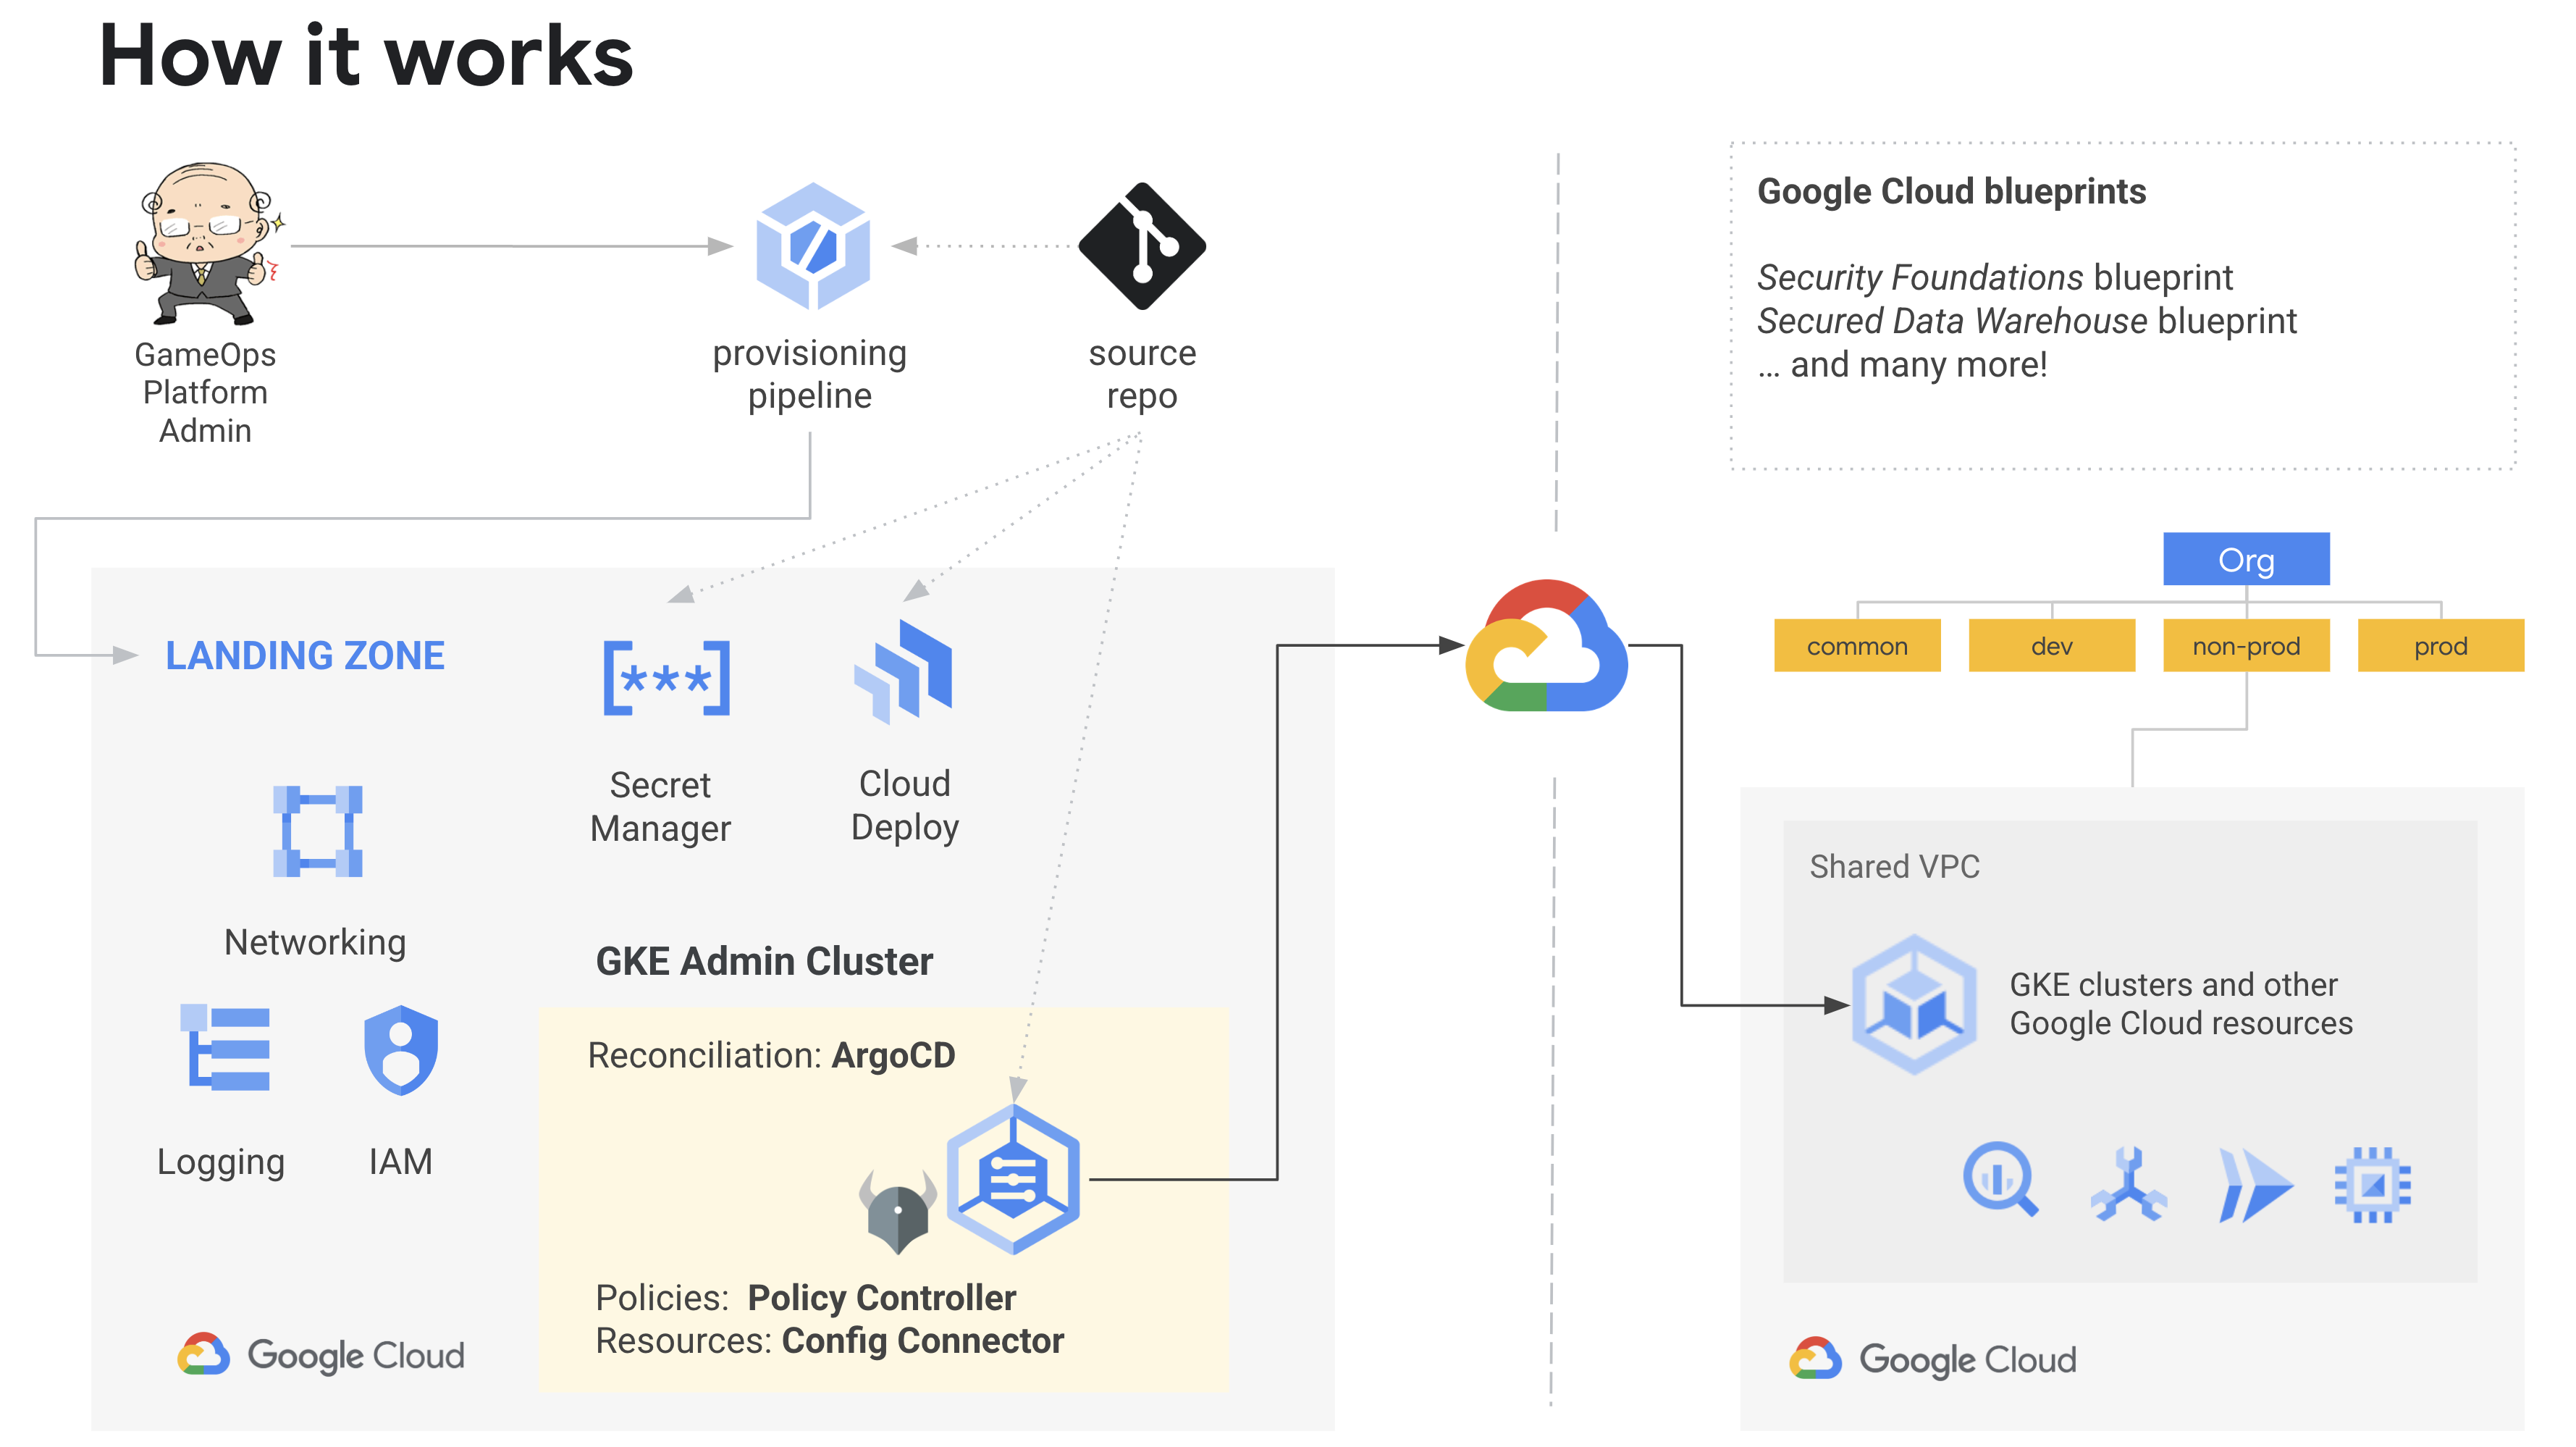 How it works
GameOps
Platform
Admin
provisioning
pipeline
source
repo
Google Cloud blueprints
Security Foundations blueprint
Secured Data Warehouse blueprint
... and many more!
LANDING ZONE
[***]
Secret
Manager
Cloud
Deploy
Networking
Logging
IAM
GKE Admin Cluster
Reconciliation: ArgoCD
Policies: Policy Controller
Resources: Config Connector
Google Cloud
Org
common
dev
non-prod
prod
Shared VPC
GKE clusters and other
Google Cloud resources
Google Cloud